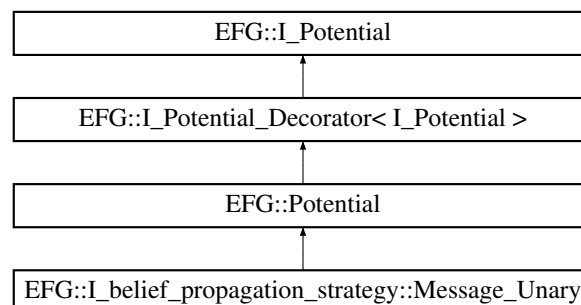 EFG::I_Potential
EFG::I_Potential_Decorator< I_Potential >
EFG::Potential
EFG::I_belief_propagation_strategy::Message_Unary